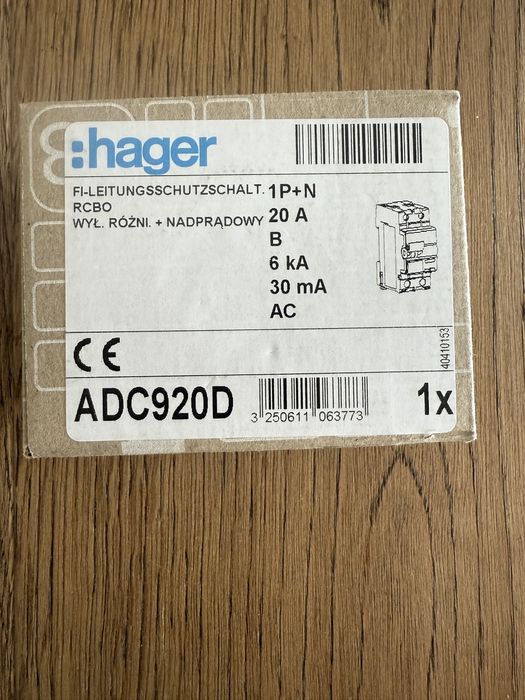 :hager
FI-LEITUNGSSCHUTZSCHALT. 1P+N
RCBO
WYŁ. RÓŻNI. + NADPRĄDOWY 20 A
B
6 kA
30 mA
AC
40410153
CE
ADC920D 3 250611 063773 1x